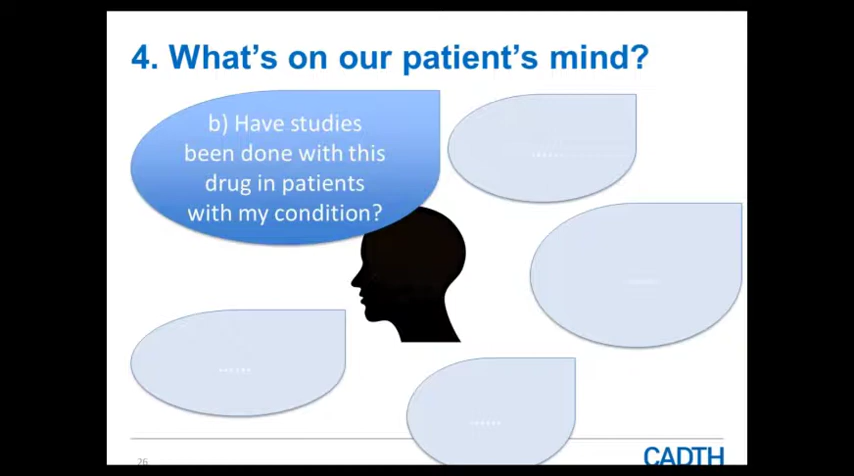 4. What's on our patient's mind?
b) Have studies
been done with this
drug in patients
with my condition?
......
......
......
......
26
CADTH